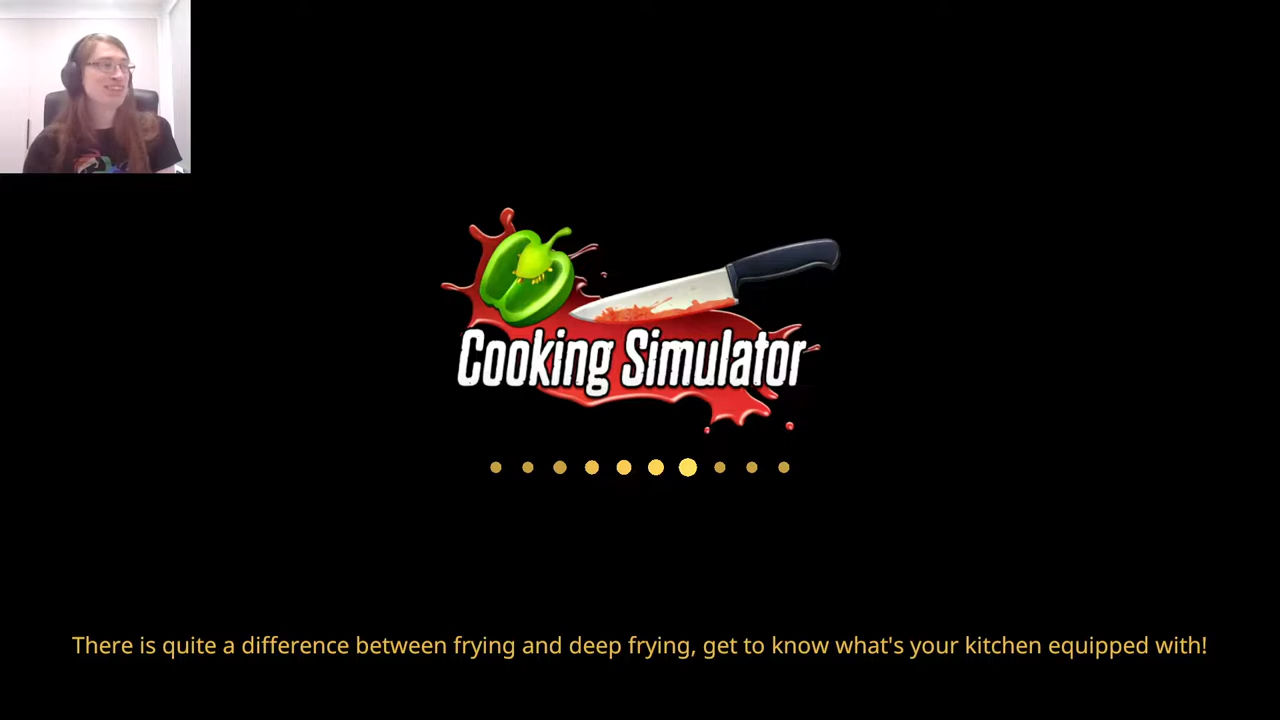 Cooking Simulator
There is quite a difference between frying and deep frying, get to know what's your kitchen equipped with!